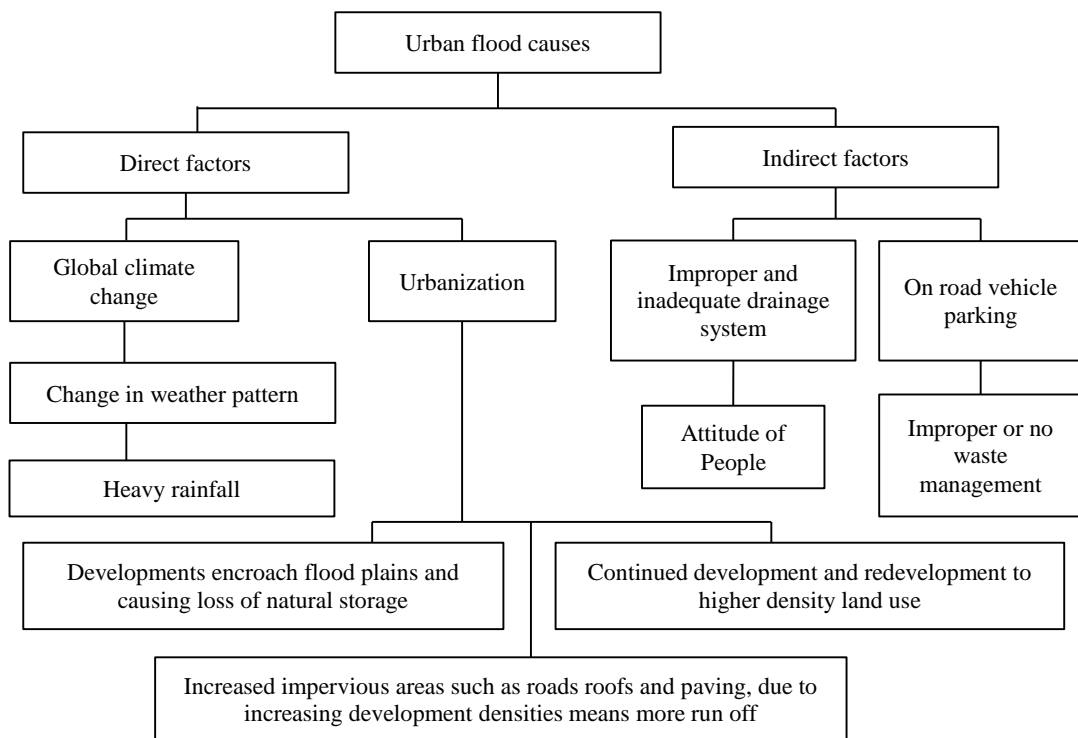 Urban flood causes
Direct factors
Indirect factors
Global climate
change
Urbanization
Improper and
inadequate drainage
system
On road vehicle
parking
Change in weather pattern
Attitude of
People
Improper or no
waste
management
Heavy rainfall
Developments encroach flood plains and
causing loss of natural storage
Continued development and redevelopment to
higher density land use
Increased impervious areas such as roads roofs and paving, due to
increasing development densities means more run off